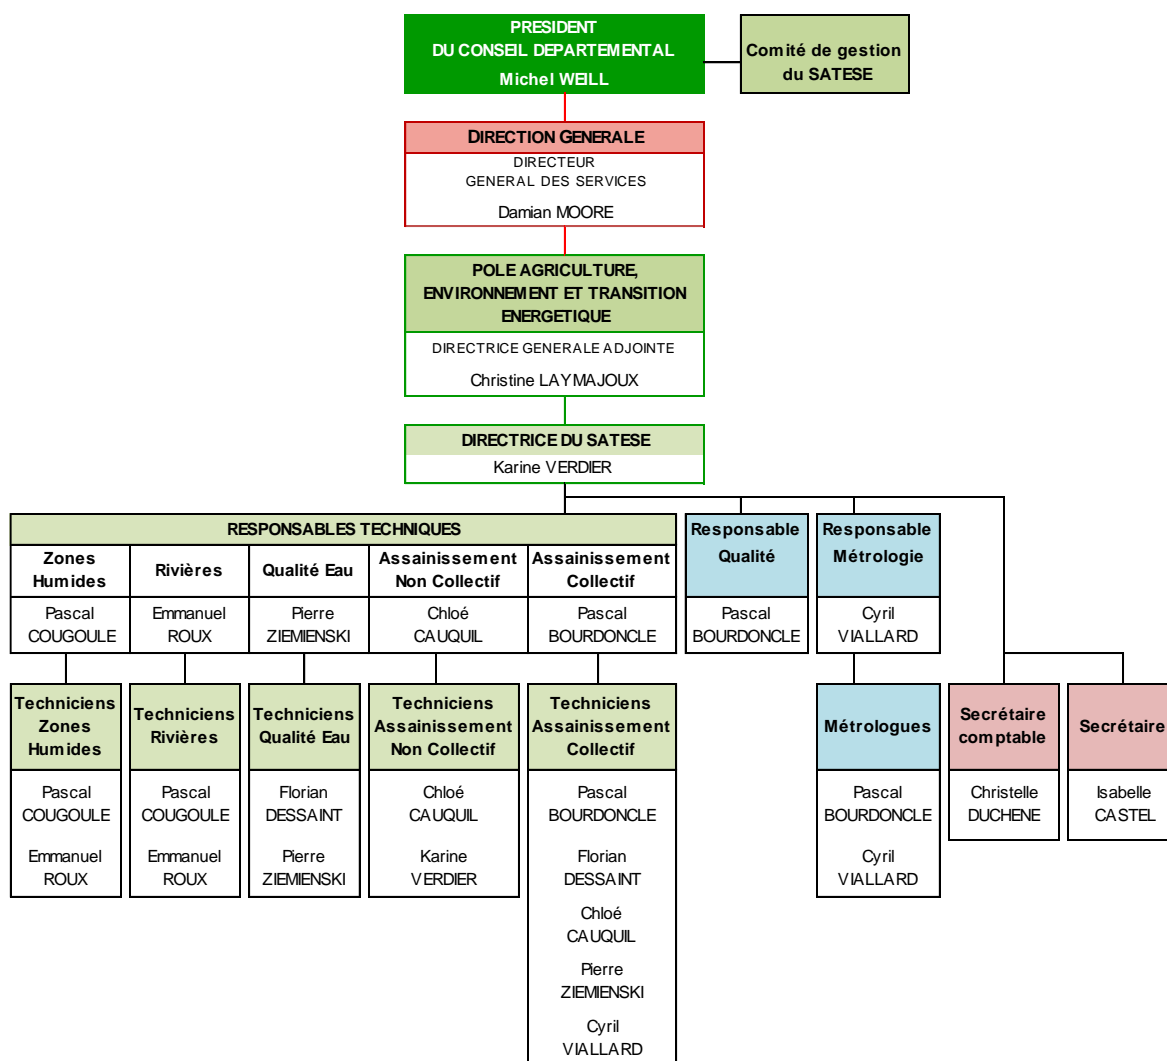 PRESIDENT
DU CONSEIL DEPARTEMENTAL
Michel WEILL
Comité de gestion
du SATESE
DIRECTION GENERALE
DIRECTEUR
GENERAL DES SERVICES
Damian MOORE
POLE AGRICULTURE,
ENVIRONNEMENT ET TRANSITION
ENERGETIQUE
DIRECTRICE GENERALE ADJOINTE
Christine LAYMAJOUX
DIRECTRICE DU SATESE
Karine VERDIER
RESPONSABLES TECHNIQUES
Zones
Humides
Rivières
Qualité Eau
Assainissement
Non Collectif
Assainissement
Collectif
Pascal
COUGOULE
Emmanuel
ROUX
Pierre
ZIEMIENSKI
Chloé
CAUQUIL
Pascal
BOURDONCLE
Responsable
Qualité
Pascal
BOURDONCLE
Responsable
Métrologie
Cyril
VIALLARD
Techniciens
Zones
Humides
Pascal
COUGOULE
Emmanuel
ROUX
Techniciens
Rivières
Pascal
COUGOULE
Emmanuel
ROUX
Techniciens
Qualité Eau
Florian
DESSAINT
Pierre
ZIEMIENSKI
Techniciens
Assainissement
Non Collectif
Chloé
CAUQUIL
Karine
VERDIER
Techniciens
Assainissement
Collectif
Pascal
BOURDONCLE
Florian
DESSAINT
Chloé
CAUQUIL
Pierre
ZIEMIENSKI
Cyril
VIALLARD
Métrologues
Pascal
BOURDONCLE
Cyril
VIALLARD
Secrétaire
comptable
Christelle
DUCHENE
Secrétaire
Isabelle
CASTEL